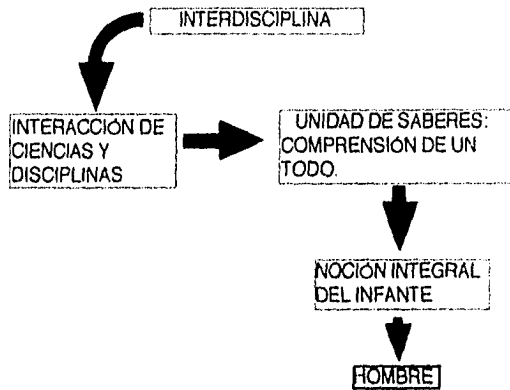 INTERDISCIPLINA
INTERACCIÓN DE
CIENCIAS Y
DISCIPLINAS
UNIDAD DE SABERES:
COMPRENSIÓN DE UN
TODO.
NOCIÓN INTEGRAL
DEL INFANTE
HOMBRE